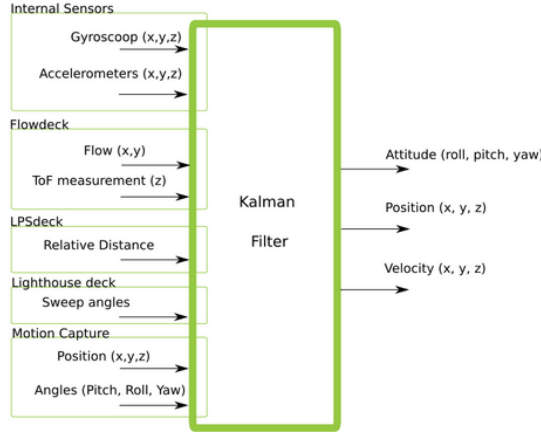 Internal Sensors
Gyroscoop (x,y,z)
Accelerometers (x,y,z)
Flowdeck
Flow (x,y)
ToF measurement (z)
LPSdeck
Relative Distance
Lighthouse deck
Sweep angles
Motion Capture
Position (x,y,z)
Angles (Pitch, Roll, Yaw)
Kalman
Filter
Attitude (roll, pitch, yaw)
Position (x, y, z)
Velocity (x, y, z)